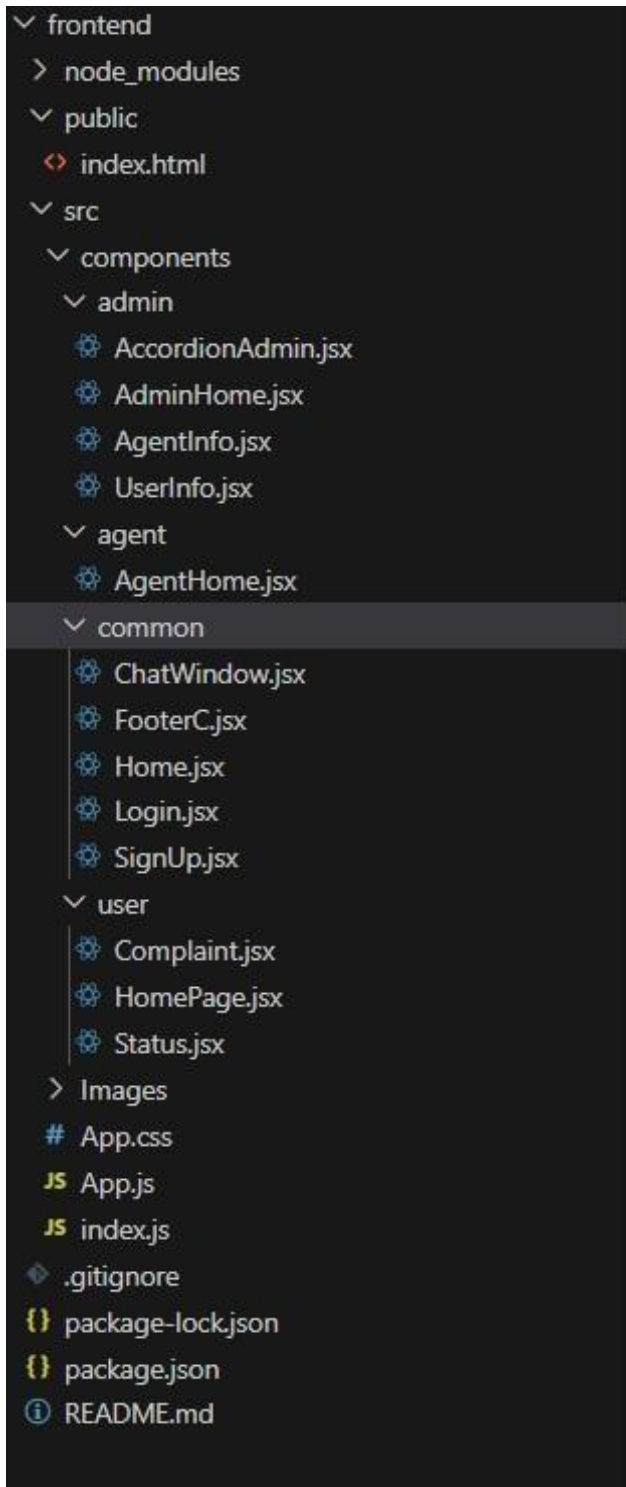 frontend
node_modules
public
<> index.html
src
components
admin
AccordionAdmin.jsx
AdminHome.jsx
AgentInfo.jsx
UserInfo.jsx
agent
AgentHome.jsx
common
ChatWindow.jsx
FooterC.jsx
Home.jsx
Login.jsx
SignUp.jsx
user
Complaint.jsx
HomePage.jsx
Status.jsx
Images
# App.css
JS App.js
JS index.js
.gitignore
{} package-lock.json
{} package.json
README.md